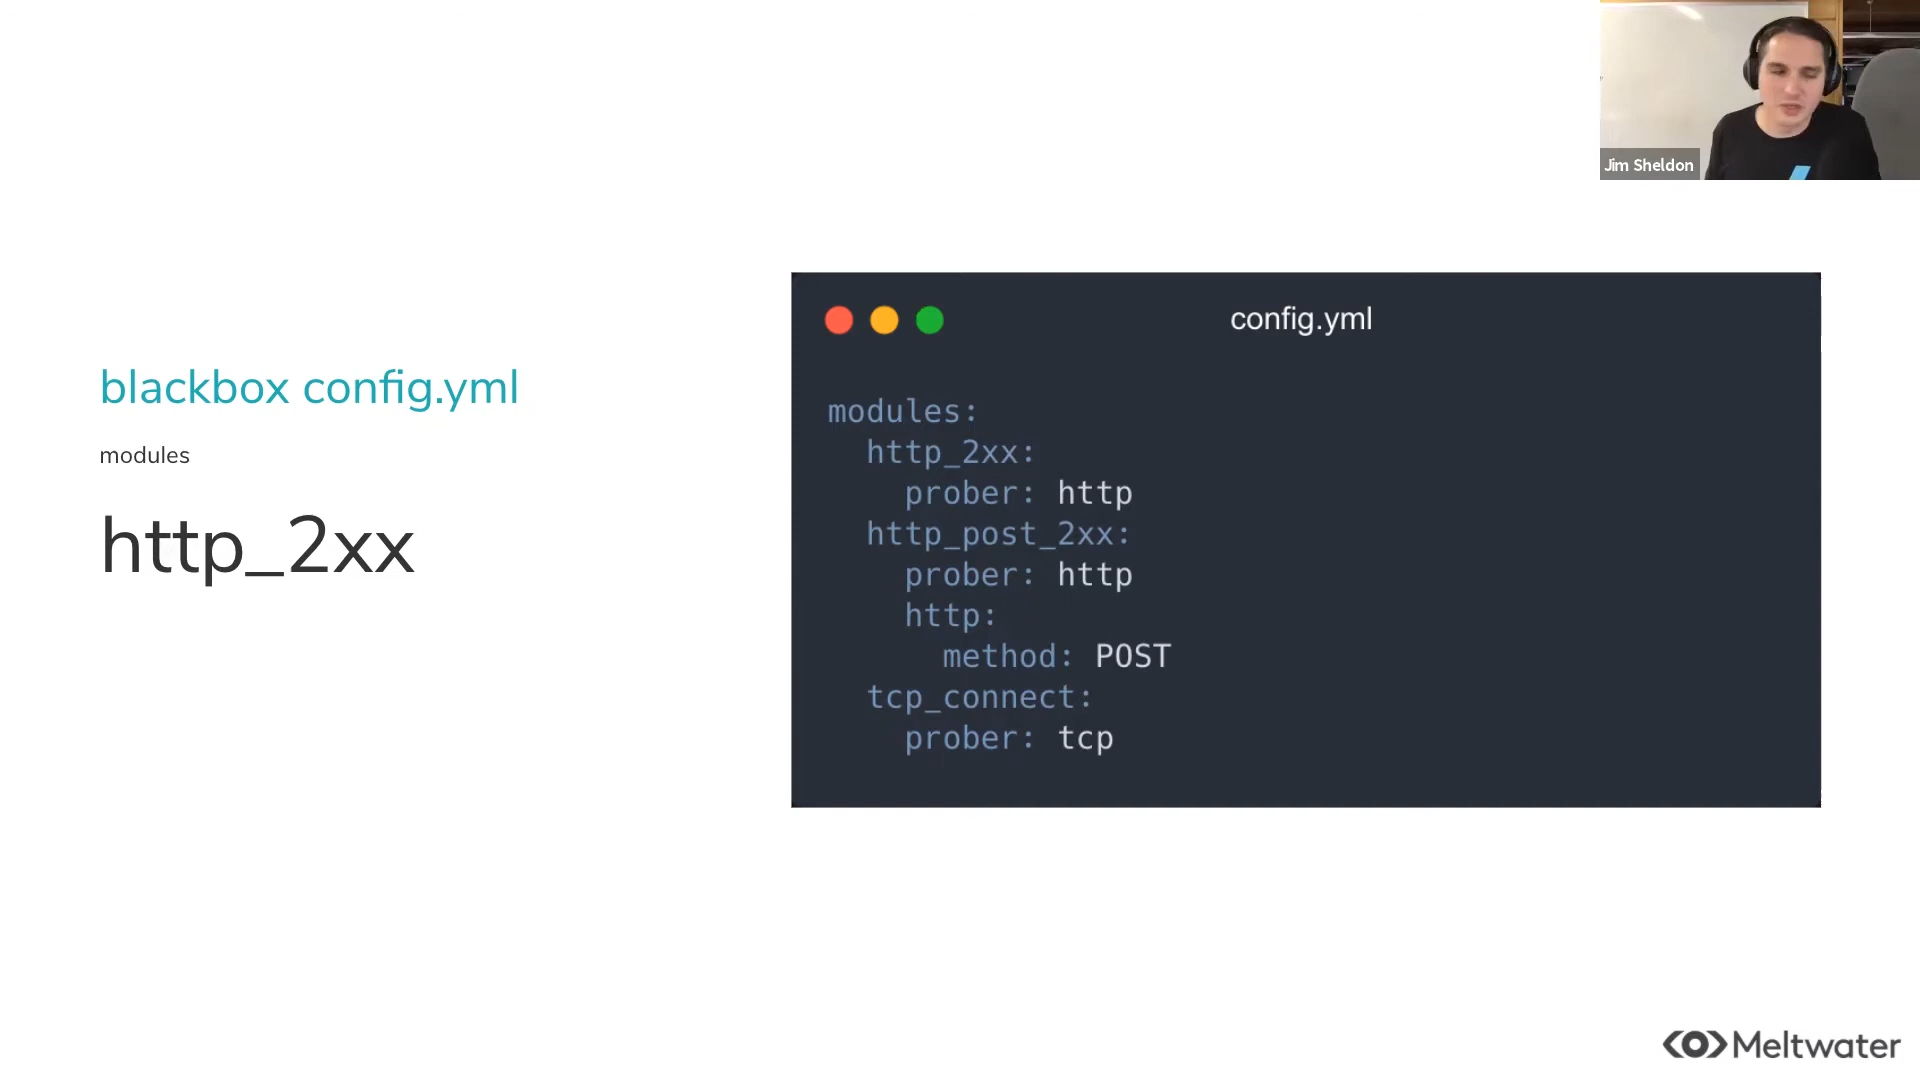 Jim Sheldon
blackbox config.yml
modules
http_2xx
config.yml
modules:
  http_2xx:
    prober: http
  http_post_2xx:
    prober: http
    http:
      method: POST
  tcp_connect:
    prober: tcp
Meltwater